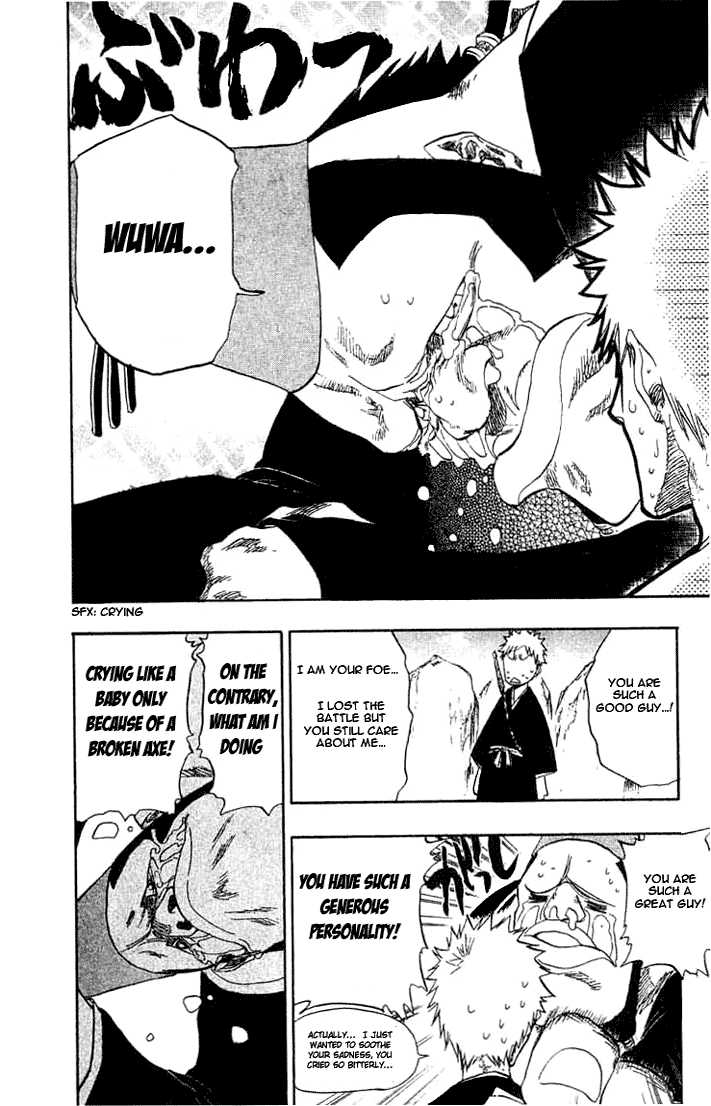 ぶわっ
WUWA...
SFX: CRYING
YOU ARE
SUCH A
GOOD GUY...!
I AM YOUR FOE...
I LOST THE
BATTLE BUT
YOU STILL CARE
ABOUT ME...
ON THE
CONTRARY,
WHAT AM I
DOING
CRYING LIKE A
BABY ONLY
BECAUSE OF A
BROKEN AXE!
YOU ARE
SUCH A
GREAT GUY!
YOU HAVE SUCH A
GENEROUS
PERSONALITY!
ACTUALLY... I JUST
WANTED TO SOOTHE
YOUR SADNESS, YOU
CRIED SO BITTERLY...